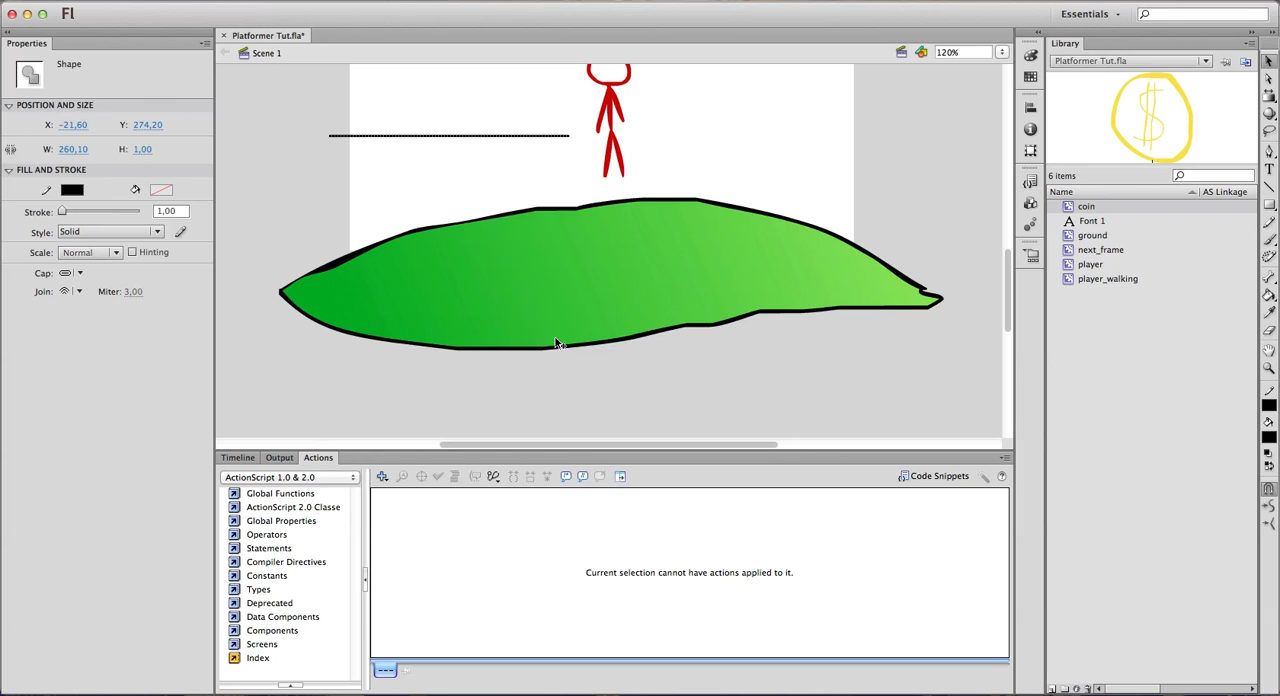 Fl
Essentials
Properties
Shape
POSITION AND SIZE
X: -21,60 Y: 274,20
W: 260,10 H: 1,00
FILL AND STROKE
Stroke: 1,00
Style: Solid
Scale: Normal Hinting
Cap:
Join: Miter: 3,00
Platformer Tut.fla*
Scene 1
120%
Library
Platformer Tut.fla
$
6 items
Name AS Linkage
coin
A Font 1
ground
next_frame
player
player_walking
Timeline Output Actions
ActionScript 1.0 & 2.0
Code Snippets
Global Functions
ActionScript 2.0 Classe
Global Properties
Operators
Statements
Compiler Directives
Constants
Types
Deprecated
Data Components
Components
Screens
Index
Current selection cannot have actions applied to it.